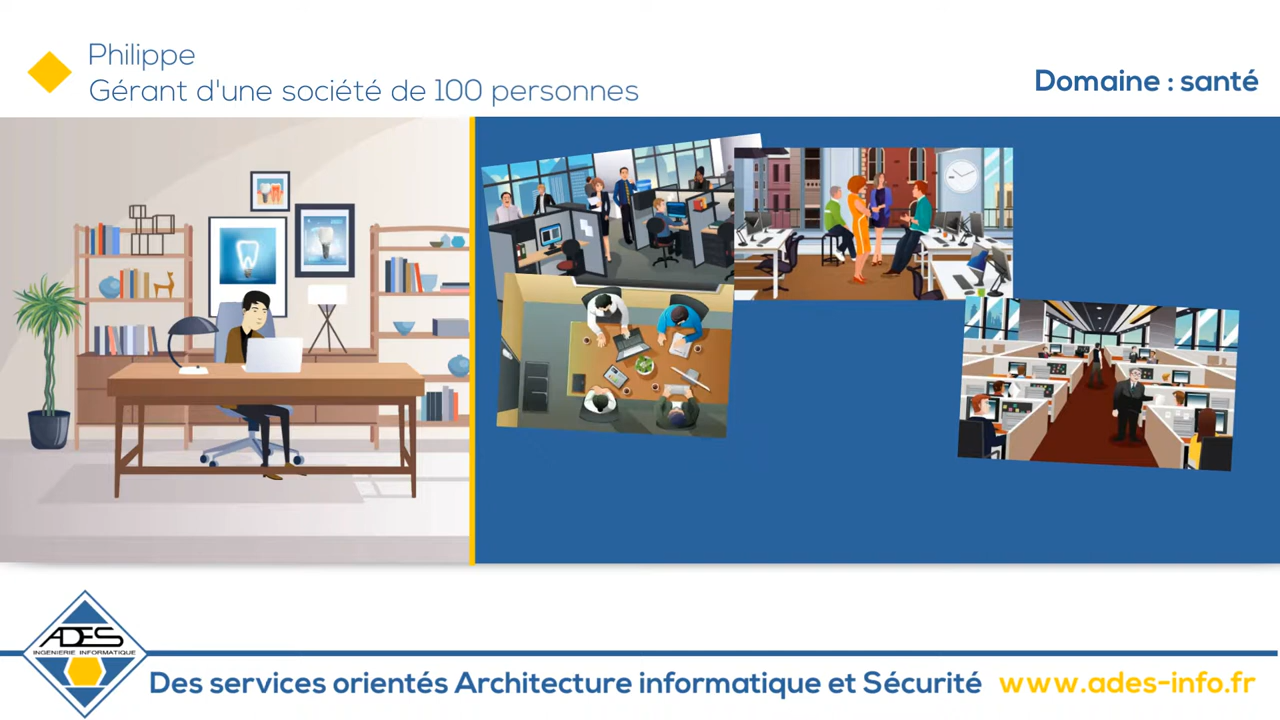 Philippe
Gérant d'une société de 100 personnes
Domaine : santé
ADES
INGENIERIE INFORMATIQUE
Des services orientés Architecture informatique et Sécurité www.ades-info.fr